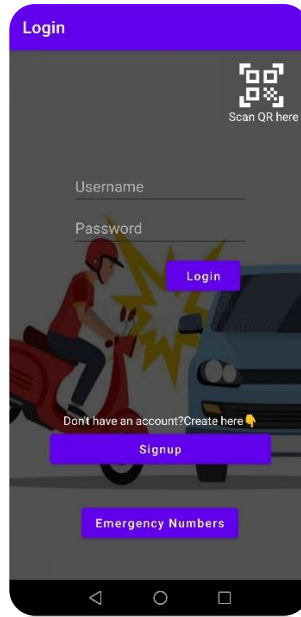 Login
Scan QR here
Username
Password
Login
Don't have an account?Create here👇
Signup
Emergency Numbers